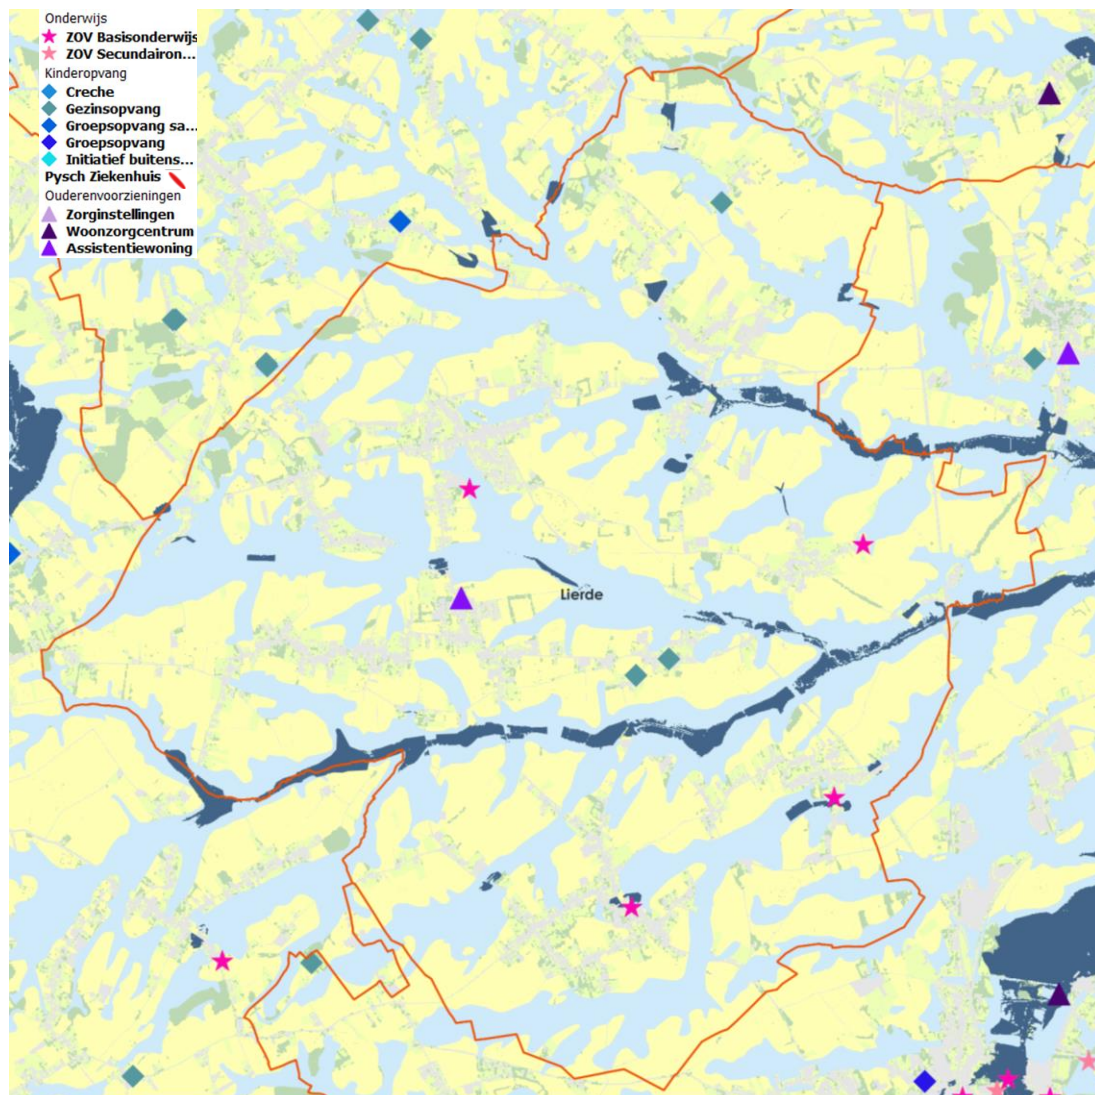 Onderwijs
ZOV Basisonderwijs
ZOV Secundairon...
Kinderopvang
Creche
Gezinsopvang
Groepsopvang sa...
Groepsopvang
Initiatief buitens...
Pysch Ziekenhuis
Ouderenvoorzieningen
Zorginstellingen
Woonzorgcentrum
Assistentiewoning
Lierde